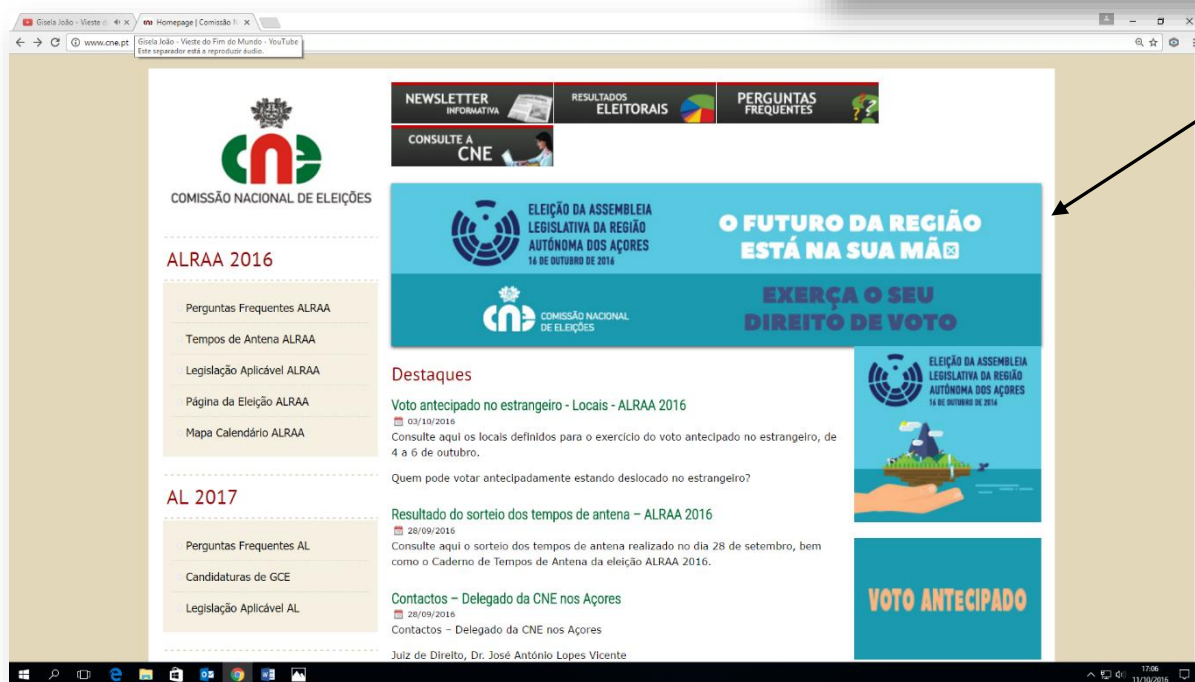 Gisela João - Vieste d
Homepage | Comissão N
www.cne.pt
Gisela João - Vieste do Fim do Mundo - YouTube
Este separador está a reproduzir áudio.
NEWSLETTER
INFORMATIVA
RESULTADOS
ELEITORAIS
PERGUNTAS
FREQUENTES
CONSULTE A
CNE
cne
COMISSÃO NACIONAL DE ELEIÇÕES
ELEIÇÃO DA ASSEMBLEIA
LEGISLATIVA DA REGIÃO
AUTÓNOMA DOS AÇORES
16 DE OUTUBRO DE 2016
O FUTURO DA REGIÃO
ESTÁ NA SUA MÃO
cne
COMISSÃO NACIONAL
DE ELEIÇÕES
EXERÇA O SEU
DIREITO DE VOTO
ALRAA 2016
Perguntas Frequentes ALRAA
Tempos de Antena ALRAA
Legislação Aplicável ALRAA
Página da Eleição ALRAA
Mapa Calendário ALRAA
AL 2017
Perguntas Frequentes AL
Candidaturas de GCE
Legislação Aplicável AL
Destaques
Voto antecipado no estrangeiro - Locais - ALRAA 2016
03/10/2016
Consulte aqui os locais definidos para o exercício do voto antecipado no estrangeiro, de
4 a 6 de outubro.
Quem pode votar antecipadamente estando deslocado no estrangeiro?
Resultado do sorteio dos tempos de antena – ALRAA 2016
28/09/2016
Consulte aqui o sorteio dos tempos de antena realizado no dia 28 de setembro, bem
como o Caderno de Tempos de Antena da eleição ALRAA 2016.
Contactos – Delegado da CNE nos Açores
28/09/2016
Contactos – Delegado da CNE nos Açores
Juiz de Direito, Dr. José António Lopes Vicente
ELEIÇÃO DA ASSEMBLEIA
LEGISLATIVA DA REGIÃO
AUTÓNOMA DOS AÇORES
16 DE OUTUBRO DE 2016
VOTO ANTECIPADO
17:06
11/10/2016